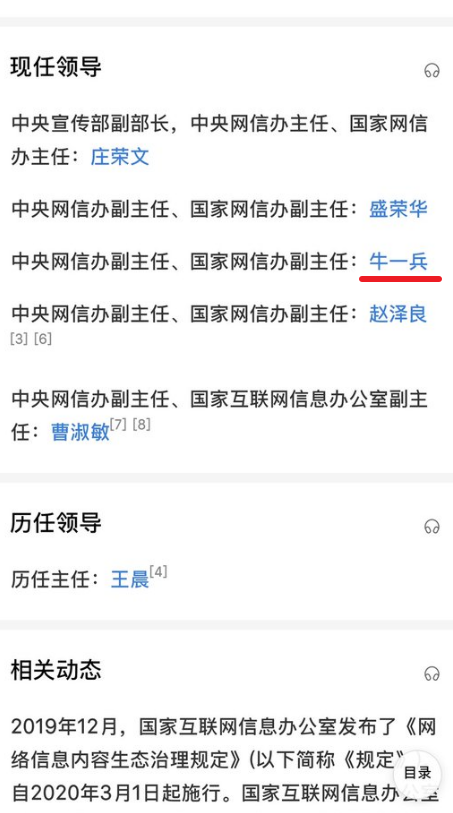 现任领导
中央宣传部副部长，中央网信办主任、国家网信
办主任：庄荣文
中央网信办副主任、国家网信办副主任：盛荣华
中央网信办副主任、国家网信办副主任：牛一兵
中央网信办副主任、国家网信办副主任：赵泽良
[3] [6]
中央网信办副主任、国家互联网信息办公室副主
任：曹淑敏[7] [8]
历任领导
历任主任：王晨[4]
相关动态
2019年12月，国家互联网信息办公室发布了《网
络信息内容生态治理规定》(以下简称《规定》
自2020年3月1日起施行。国家互联网信息办公室
目录